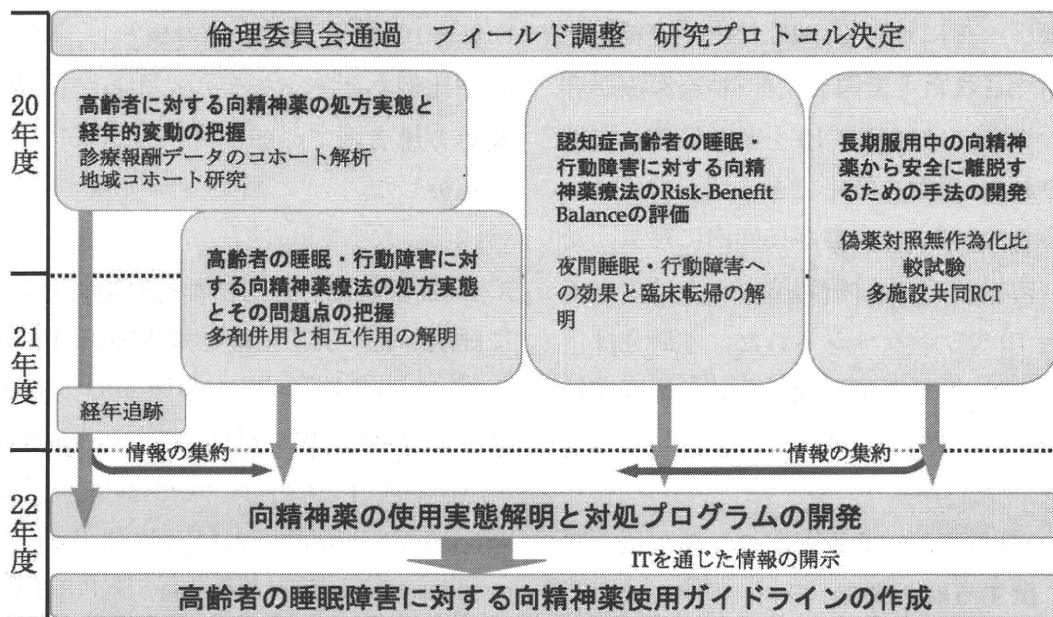 倫理委員会通過 フィールド調整 研究プロトコル決定
20年度
高齢者に対する向精神薬の処方実態と
経年的変動の把握
診療報酬データのコホート解析
地域コホート研究
高齢者の睡眠・行動障害に対
する向精神薬療法の処方実態
とその問題点の把握
多剤併用と相互作用の解明
認知症高齢者の睡眠・
行動障害に対する向精
神薬療法のRisk-Benefit
Balanceの評価
夜間睡眠・行動障害へ
の効果と臨床転帰の解
明
長期服用中の向精神
薬から安全に離脱す
るための手法の開発
偽薬対照無作為化比
較試験
多施設共同RCT
21年度
経年追跡
情報の集約
情報の集約
22年度
向精神薬の使用実態解明と対処プログラムの開発
ITを通じた情報の開示
高齢者の睡眠障害に対する向精神薬使用ガイドラインの作成